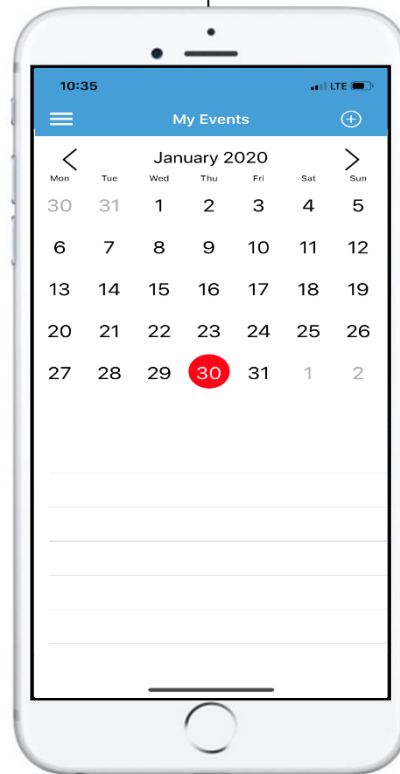 10:35 LTE
My Events
January 2020
Mon Tue Wed Thu Fri Sat Sun
30 31 1 2 3 4 5
6 7 8 9 10 11 12
13 14 15 16 17 18 19
20 21 22 23 24 25 26
27 28 29 30 31 1 2